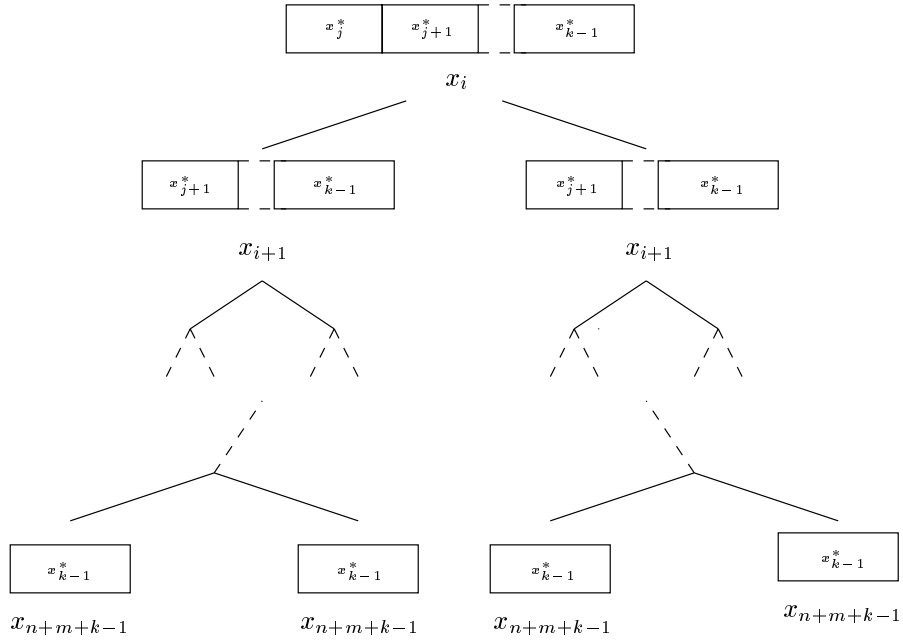 x*_j x*_{j+1} x*_{k-1}
x_i
x*_{j+1} x*_{k-1} x*_{j+1} x*_{k-1}
x_{i+1} x_{i+1}
x*_{k-1} x*_{k-1} x*_{k-1} x*_{k-1}
x_{n+m+k-1} x_{n+m+k-1} x_{n+m+k-1} x_{n+m+k-1}